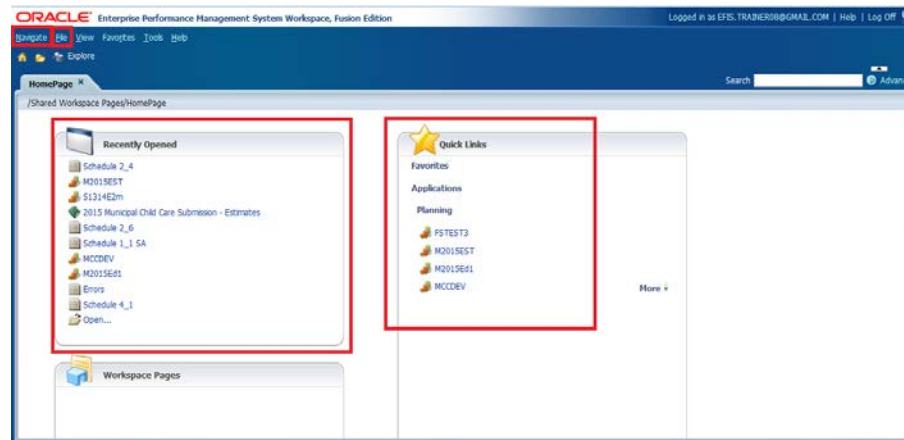 ORACLE Enterprise Performance Management System Workspace, Fusion Edition
Logged in as EFIS.TRAINER08@GMAIL.COM | Help | Log Off
Navigate File View Favorites Tools Help
Explore
HomePage
Search
/Shared Workspace Pages/HomePage
Recently Opened
Schedule 2_4
M2015EST
S1314E2m
2015 Municipal Child Care Submission - Estimates
Schedule 2_6
Schedule 1_1 SA
MCCDEV
M2015Ed1
Errors
Schedule 4_1
Open...
Quick Links
Favorites
Applications
Planning
FSTEST3
M2015EST
M2015Ed1
MCCDEV
More
Workspace Pages